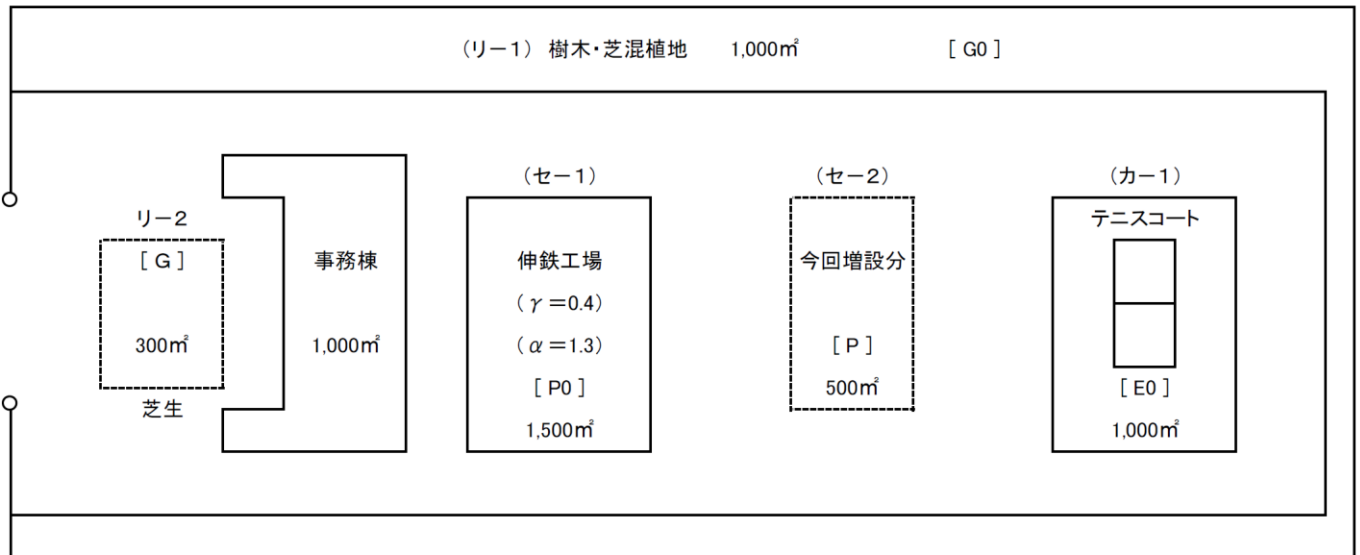 (リー1) 樹木・芝混植地 1,000㎡ [ G0 ]
リー2
[ G ]
300㎡
芝生
事務棟
1,000㎡
(セー1)
伸鉄工場
(γ=0.4)
(α=1.3)
[ P0 ]
1,500㎡
(セー2)
今回増設分
[ P ]
500㎡
(カー1)
テニスコート
[ E0 ]
1,000㎡